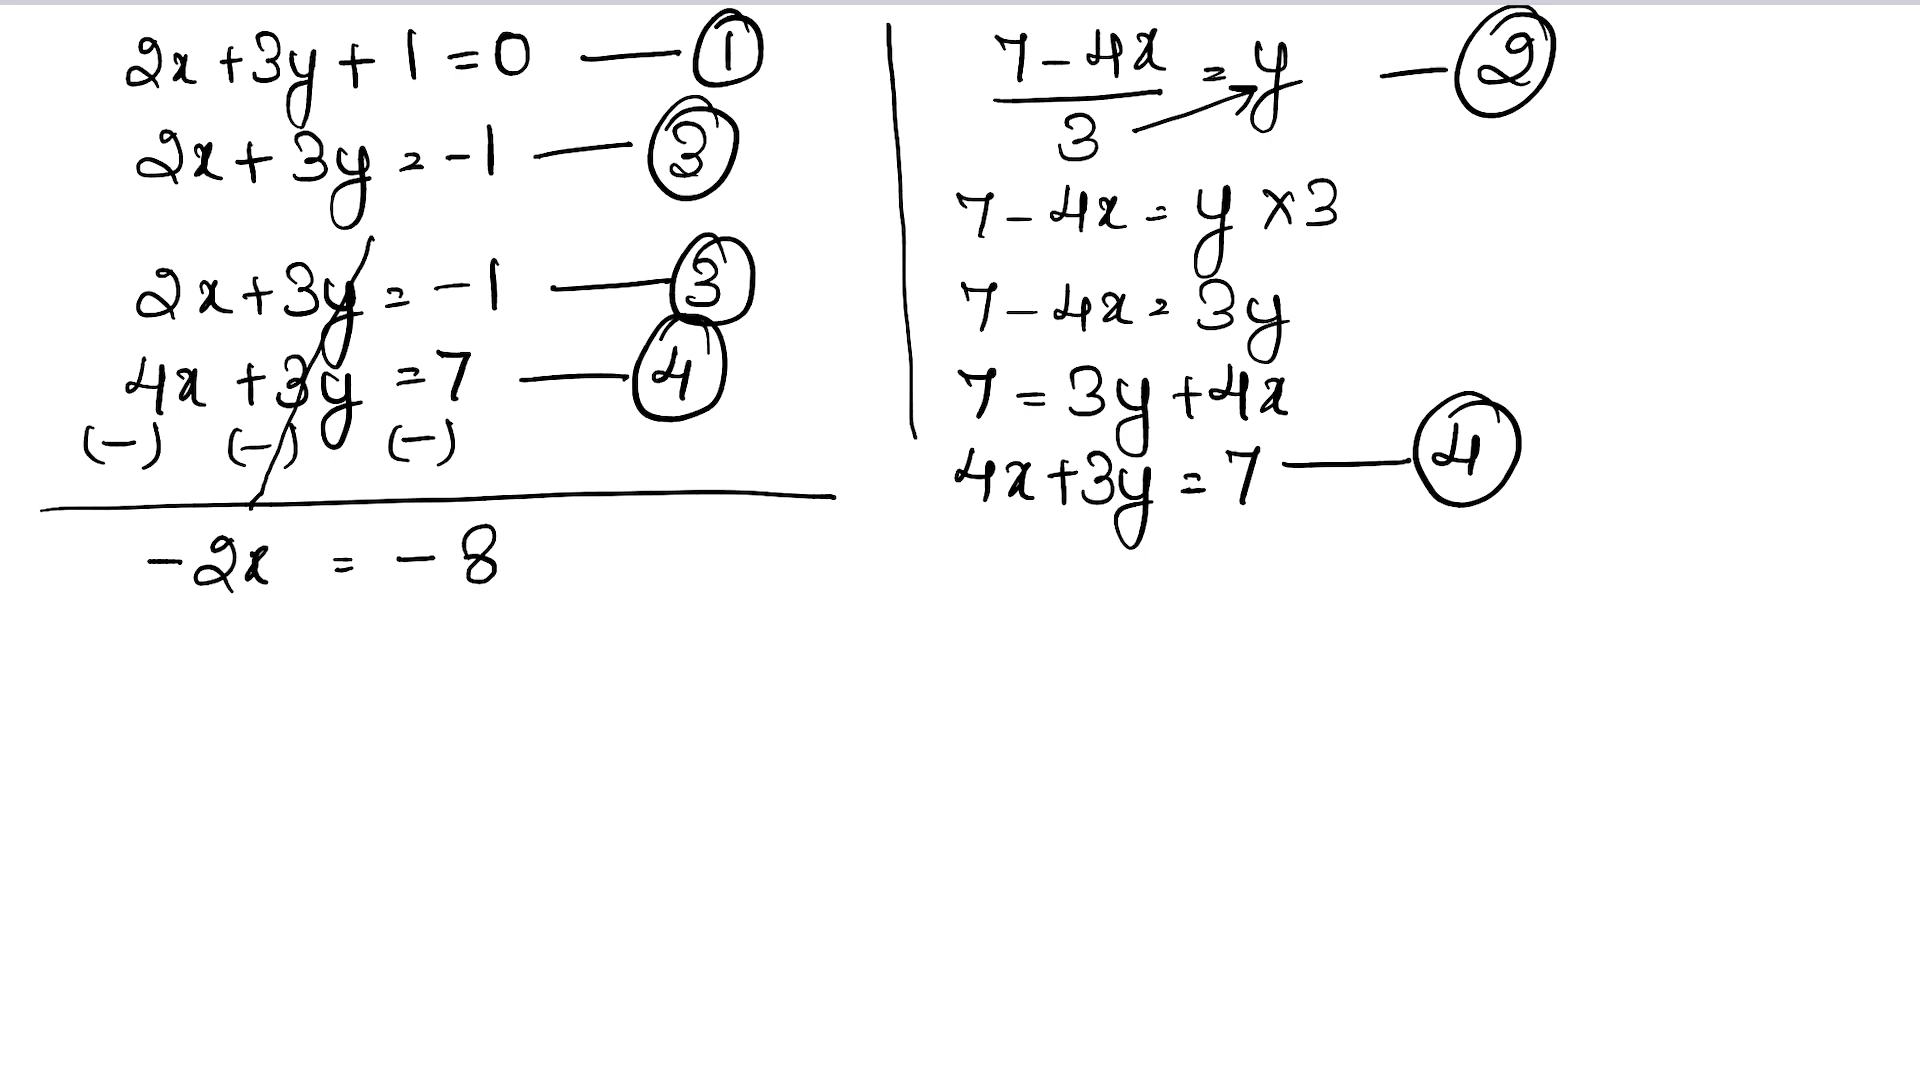 2x + 3y + 1 = 0 — ①
2x + 3y = -1 — ③
2x + 3y = -1 — ③
4x + 3y = 7 — ④
(-) (-) (-)
-2x = -8
7 - 4x / 3 = y — ②
7 - 4x = y × 3
7 - 4x = 3y
7 = 3y + 4x
4x + 3y = 7 — ④